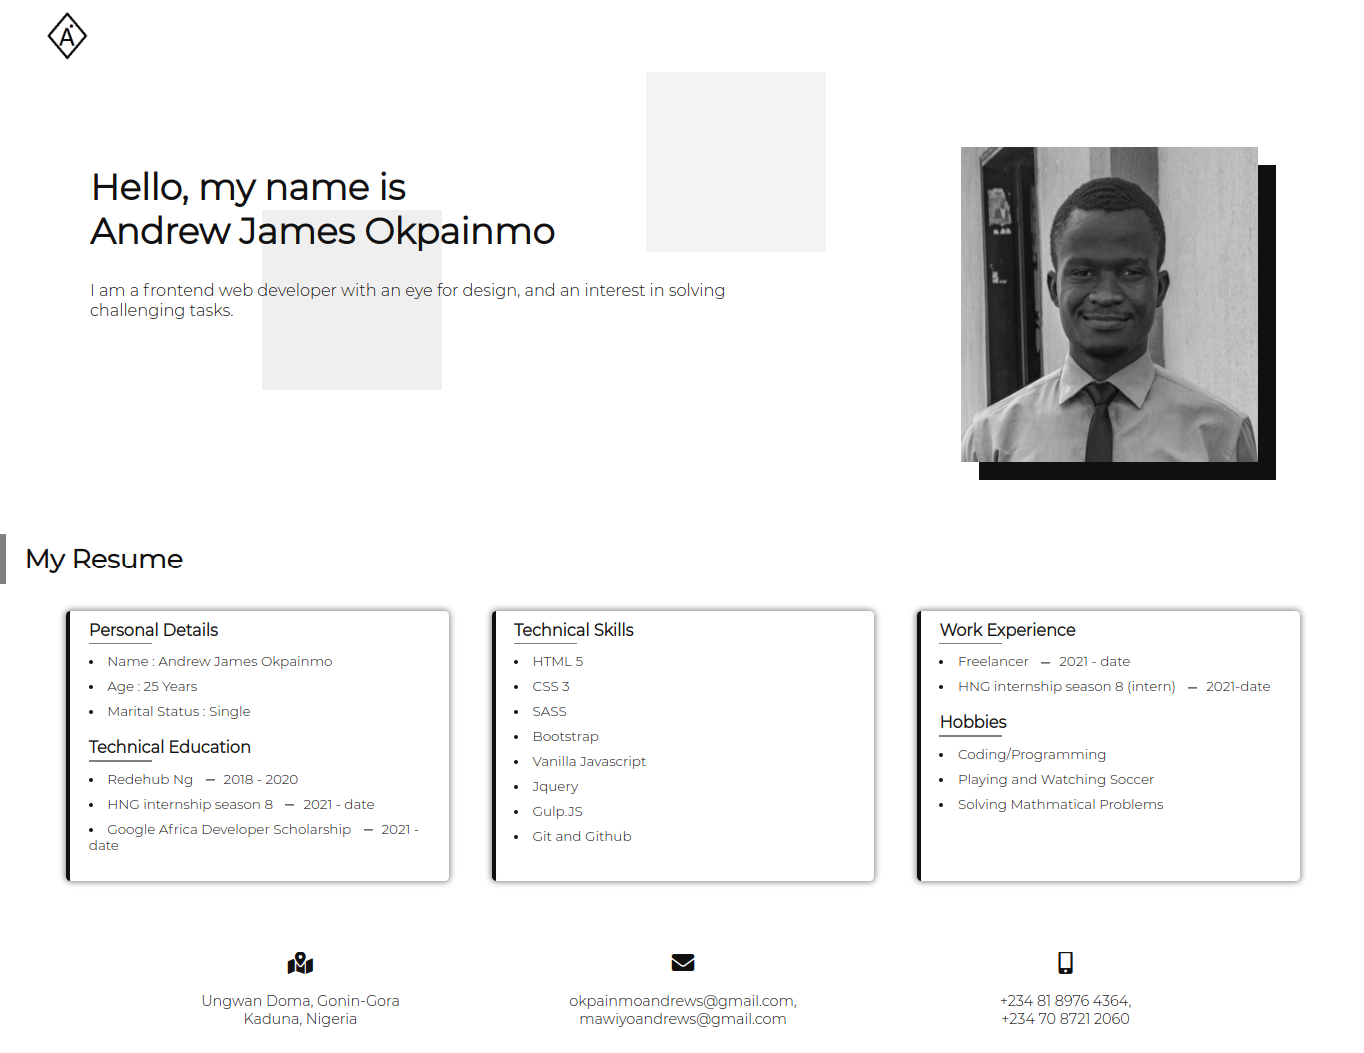 A
Hello, my name is
Andrew James Okpainmo
I am a frontend web developer with an eye for design, and an interest in solving
challenging tasks.
My Resume
Personal Details
Name : Andrew James Okpainmo
Age : 25 Years
Marital Status : Single
Technical Education
Redehub Ng — 2018 - 2020
HNG internship season 8 — 2021 - date
Google Africa Developer Scholarship — 2021 -
date
Technical Skills
HTML 5
CSS 3
SASS
Bootstrap
Vanilla Javascript
Jquery
Gulp.JS
Git and Github
Work Experience
Freelancer — 2021 - date
HNG internship season 8 (intern) — 2021-date
Hobbies
Coding/Programming
Playing and Watching Soccer
Solving Mathmatical Problems
Ungwan Doma, Gonin-Gora
Kaduna, Nigeria
okpainmoandrews@gmail.com,
mawiyoandrews@gmail.com
+234 81 8976 4364,
+234 70 8721 2060